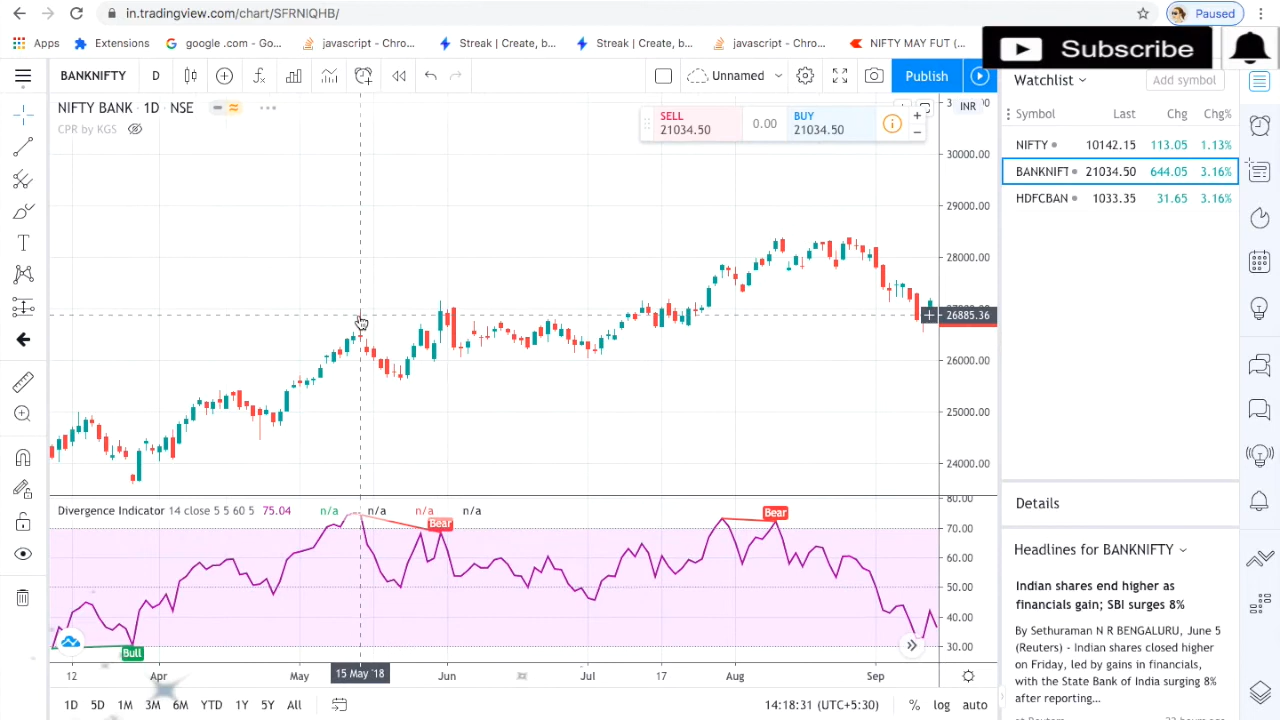 in.tradingview.com/chart/SFRNIQHB/
Paused
Apps
Extensions
google .com - Go...
javascript - Chro...
Streak | Create, b...
Streak | Create, b...
javascript - Chro...
NIFTY MAY FUT (...
Subscribe
BANKNIFTY
D
Unnamed
Publish
Watchlist
Add symbol
NIFTY BANK · 1D · NSE
CPR by KGS
SELL
21034.50
0.00
BUY
21034.50
INR
Symbol Last Chg Chg%
NIFTY 10142.15 113.05 1.13%
BANKNIFT 21034.50 644.05 3.16%
HDFCBAN 1033.35 31.65 3.16%
30000.00
29000.00
28000.00
26885.36
26000.00
25000.00
24000.00
Divergence Indicator 14 close 5 5 60 5 75.04 n/a n/a n/a n/a
80.00
70.00
60.00
50.00
40.00
30.00
Bull
Bear
Bear
12 Apr May 15 May '18 Jun Jul 17 Aug Sep
1D 5D 1M 3M 6M YTD 1Y 5Y
14:18:31 (UTC+5:30) % log auto
Details
Headlines for BANKNIFTY
Indian shares end higher as
financials gain; SBI surges 8%
By Sethuraman N R BENGALURU, June 5
(Reuters) - Indian shares closed higher
on Friday, led by gains in financials,
with the State Bank of India surging 8%
after reporting...